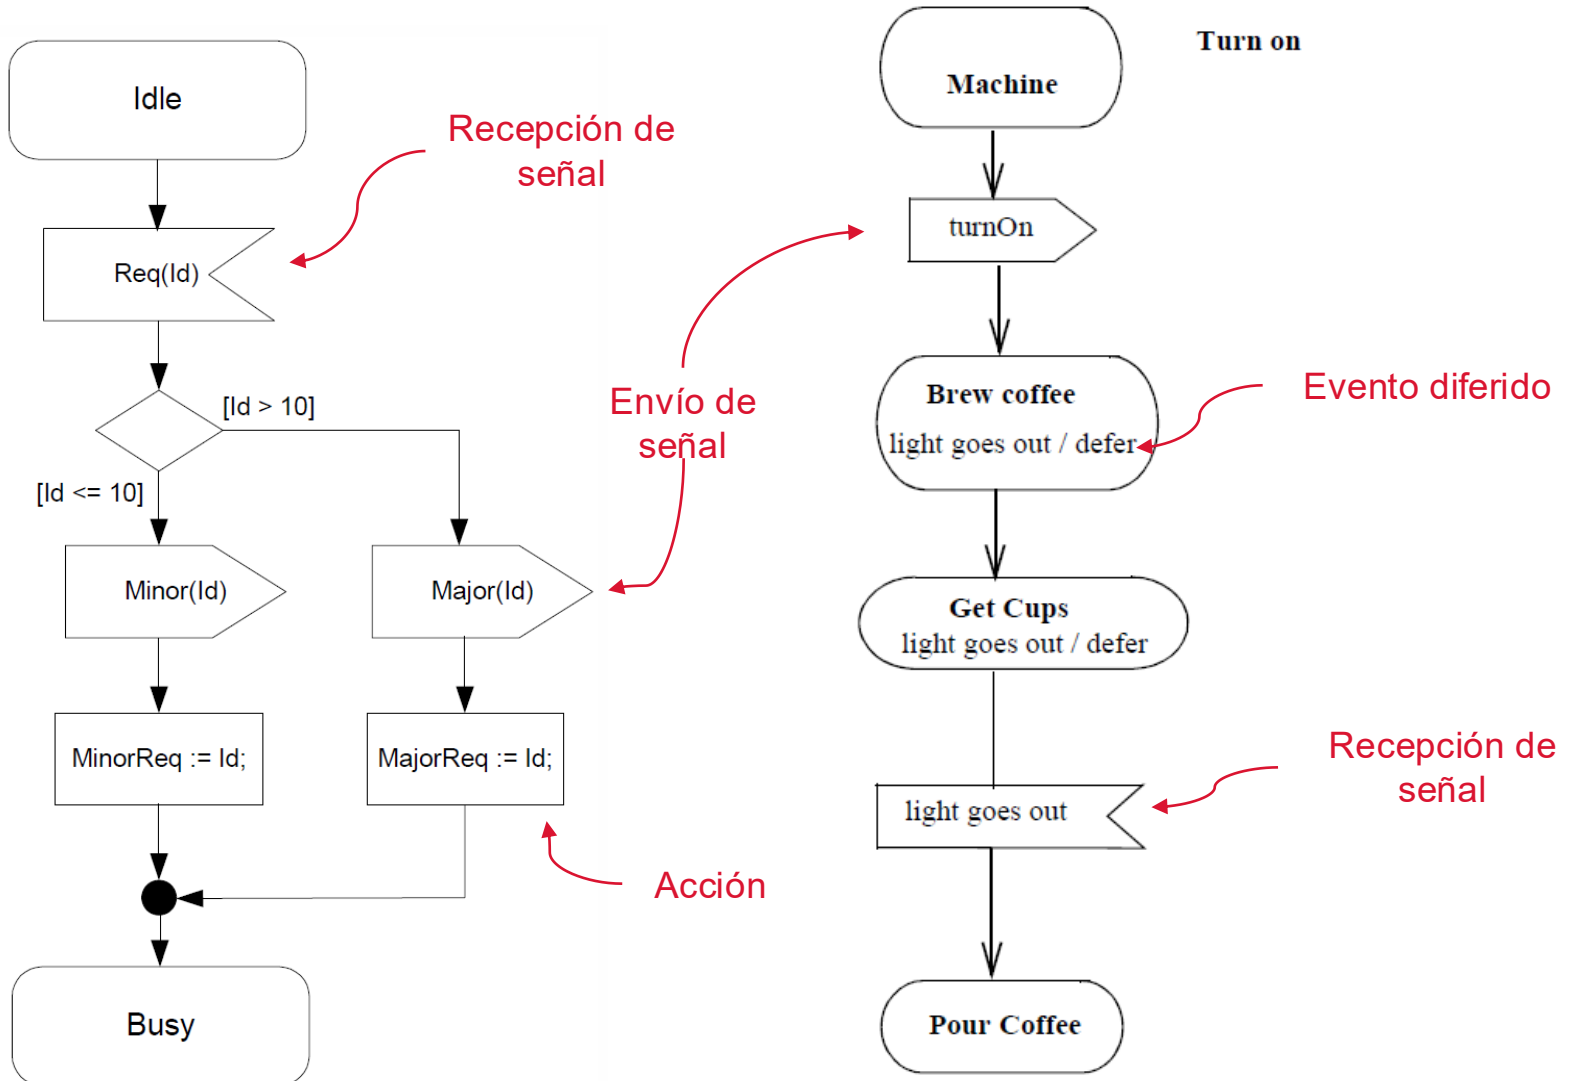 Idle
Recepción de
señal
Req(Id)
[Id > 10]
[Id <= 10]
Minor(Id)
Major(Id)
MinorReq := Id;
MajorReq := Id;
Acción
Busy
Envío de
señal
Turn on
Machine
turnOn
Brew coffee
light goes out / defer
Evento diferido
Get Cups
light goes out / defer
light goes out
Recepción de
señal
Pour Coffee